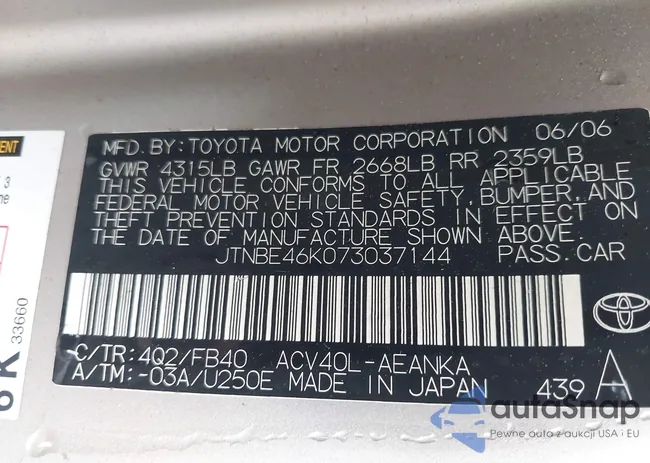 MFD. BY: TOYOTA MOTOR CORPORATION 06/06
GVWR 4315LB GAWR FR 2668LB RR 2359LB
THIS VEHICLE CONFORMS TO ALL APPLICABLE
FEDERAL MOTOR VEHICLE SAFETY, BUMPER, AND
THEFT PREVENTION STANDARDS IN EFFECT ON
THE DATE OF MANUFACTURE SHOWN ABOVE.
JTNBE46K073037144 PASS. CAR
C/TR: 4Q2/FB40 ACV40L-AEANKA
A/TM: -03A/U250E MADE IN JAPAN 439 A
33660
autoSnap
Pewne auta z aukcji USA i EU